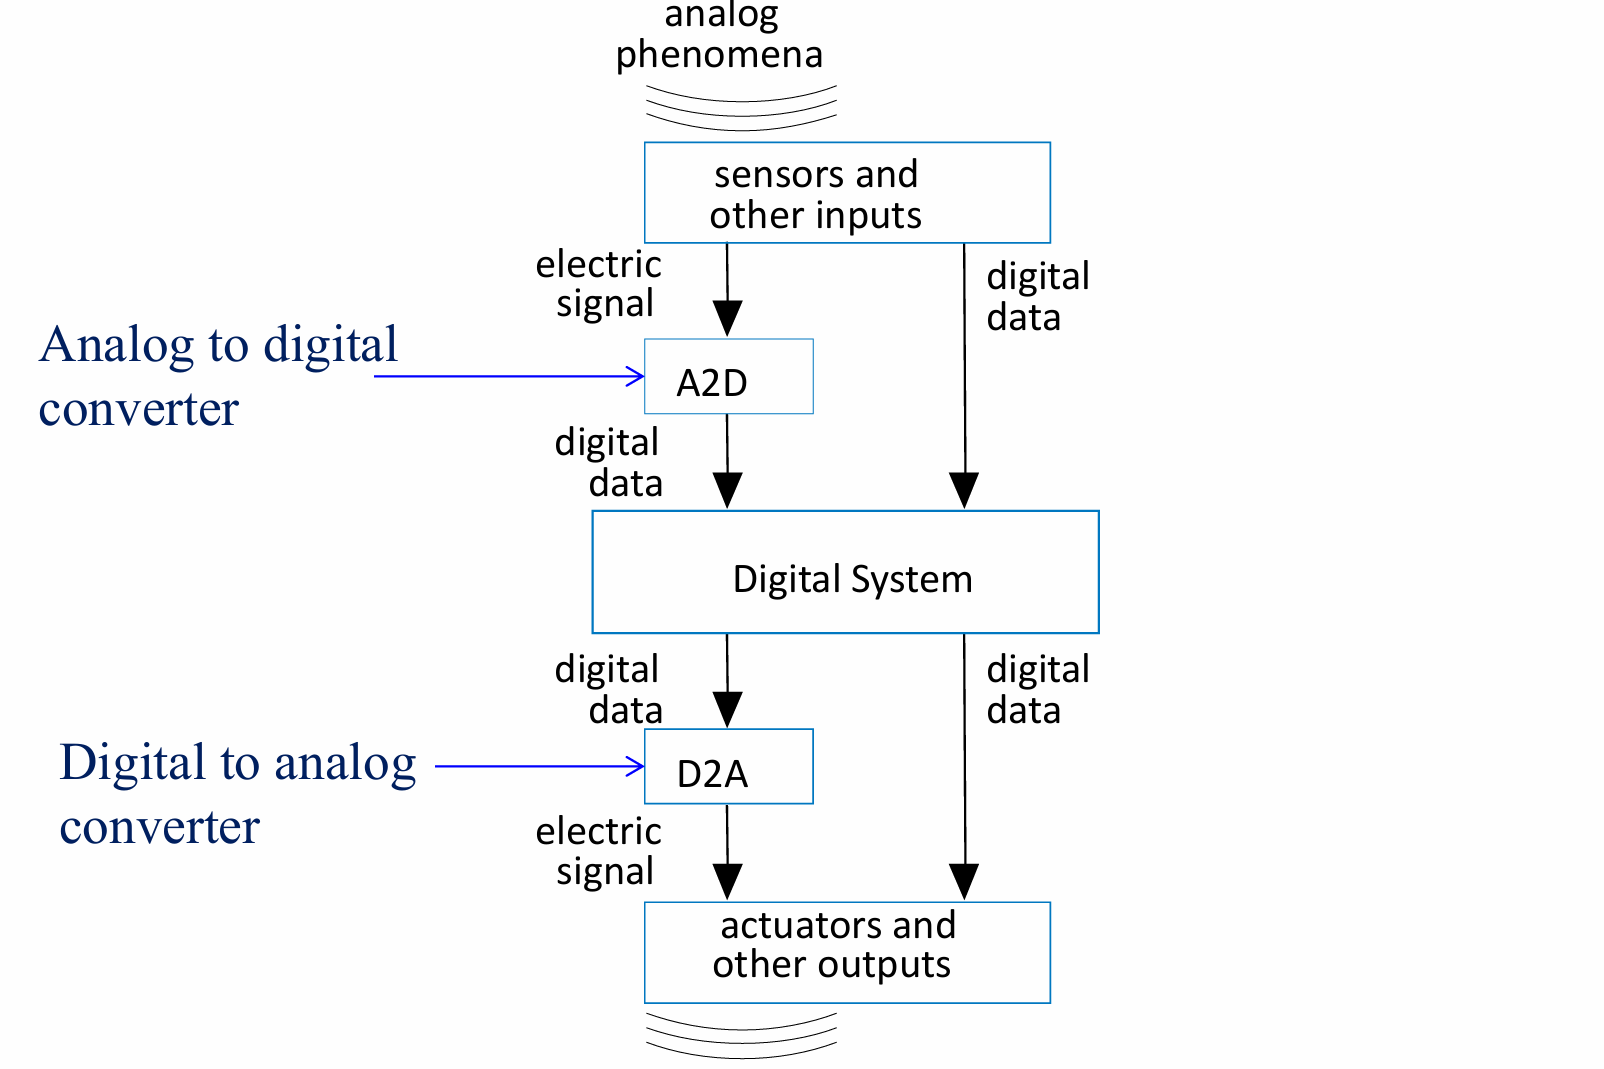 analog
phenomena
sensors and
other inputs
electric
signal
digital
data
Analog to digital
converter
A2D
digital
data
Digital System
digital
data
digital
data
Digital to analog
converter
D2A
electric
signal
actuators and
other outputs